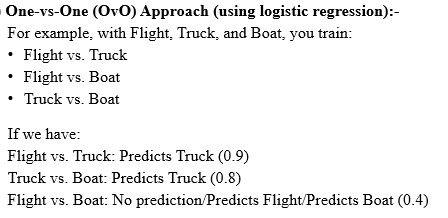 One-vs-One (OvO) Approach (using logistic regression):-
For example, with Flight, Truck, and Boat, you train:
• Flight vs. Truck
• Flight vs. Boat
• Truck vs. Boat
If we have:
Flight vs. Truck: Predicts Truck (0.9)
Truck vs. Boat: Predicts Truck (0.8)
Flight vs. Boat: No prediction/Predicts Flight/Predicts Boat (0.4)